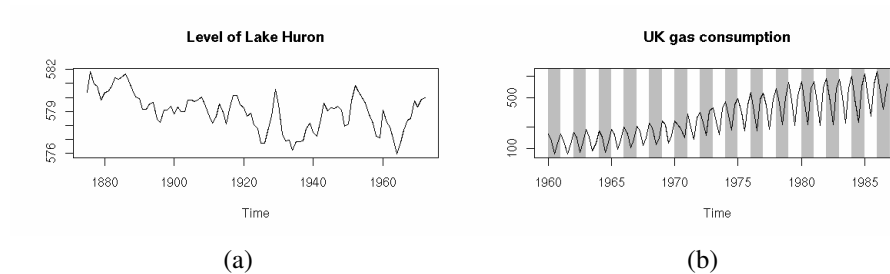 Level of Lake Huron
582
579
576
1880 1900 1920 1940 1960
Time
(a)
UK gas consumption
500
100
1960 1965 1970 1975 1980 1985
Time
(b)